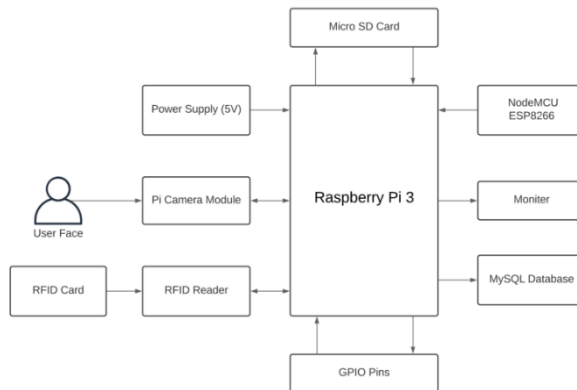 Micro SD Card
Power Supply (5V)
NodeMCU
ESP8266
Pi Camera Module
Raspberry Pi 3
Moniter
User Face
RFID Card
RFID Reader
MySQL Database
GPIO Pins